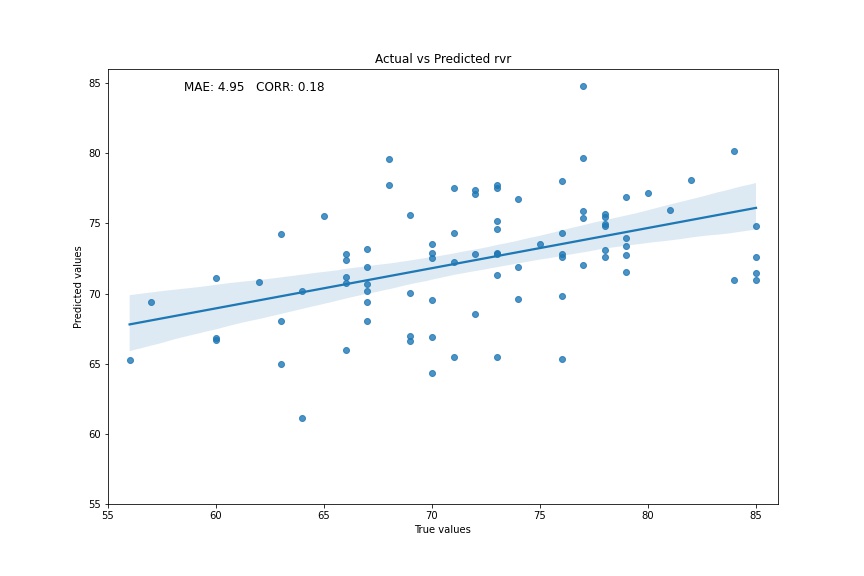 Actual vs Predicted rvr
MAE: 4.95   CORR: 0.18
Predicted values
85
80
75
70
65
60
55
55 60 65 70 75 80 85
True values